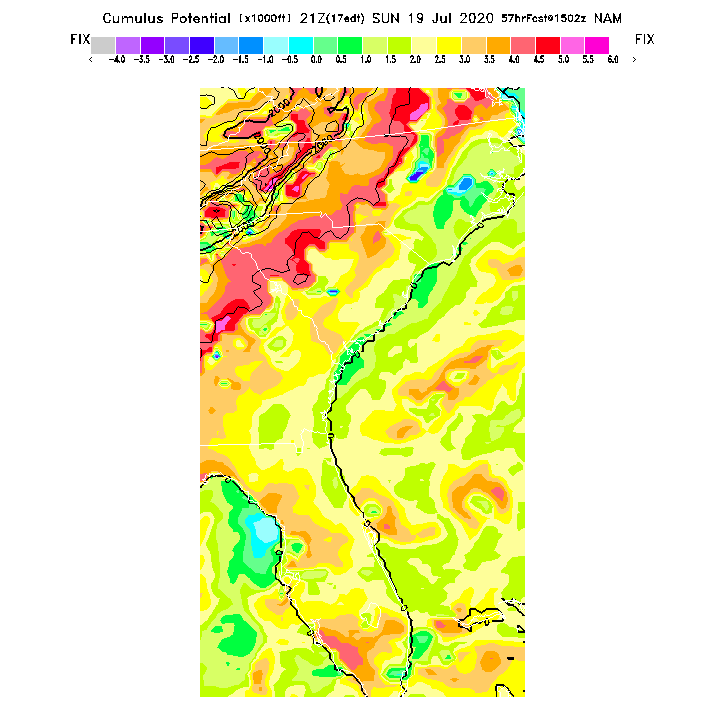 Cumulus Potential [x1000ft] 21Z(17edt) SUN 19 Jul 2020 57hrFcst@1502z NAM
FIX FIX
< -4.0 -3.5 -3.0 -2.5 -2.0 -1.5 -1.0 -0.5 0.0 0.5 1.0 1.5 2.0 2.5 3.0 3.5 4.0 4.5 5.0 5.5 6.0 >
2000